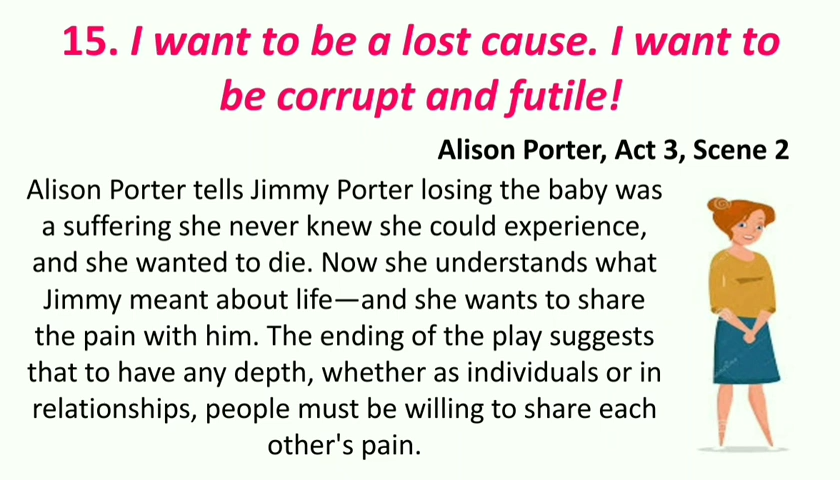 15. I want to be a lost cause. I want to
be corrupt and futile!
Alison Porter, Act 3, Scene 2
Alison Porter tells Jimmy Porter losing the baby was
a suffering she never knew she could experience,
and she wanted to die. Now she understands what
Jimmy meant about life—and she wants to share
the pain with him. The ending of the play suggests
that to have any depth, whether as individuals or in
relationships, people must be willing to share each
other's pain.